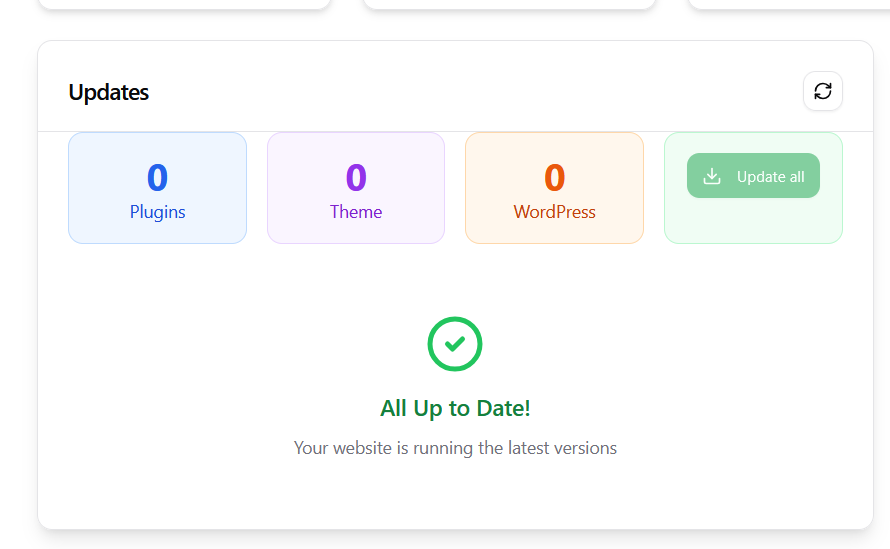 Updates
0
Plugins
0
Theme
0
WordPress
Update all
All Up to Date!
Your website is running the latest versions